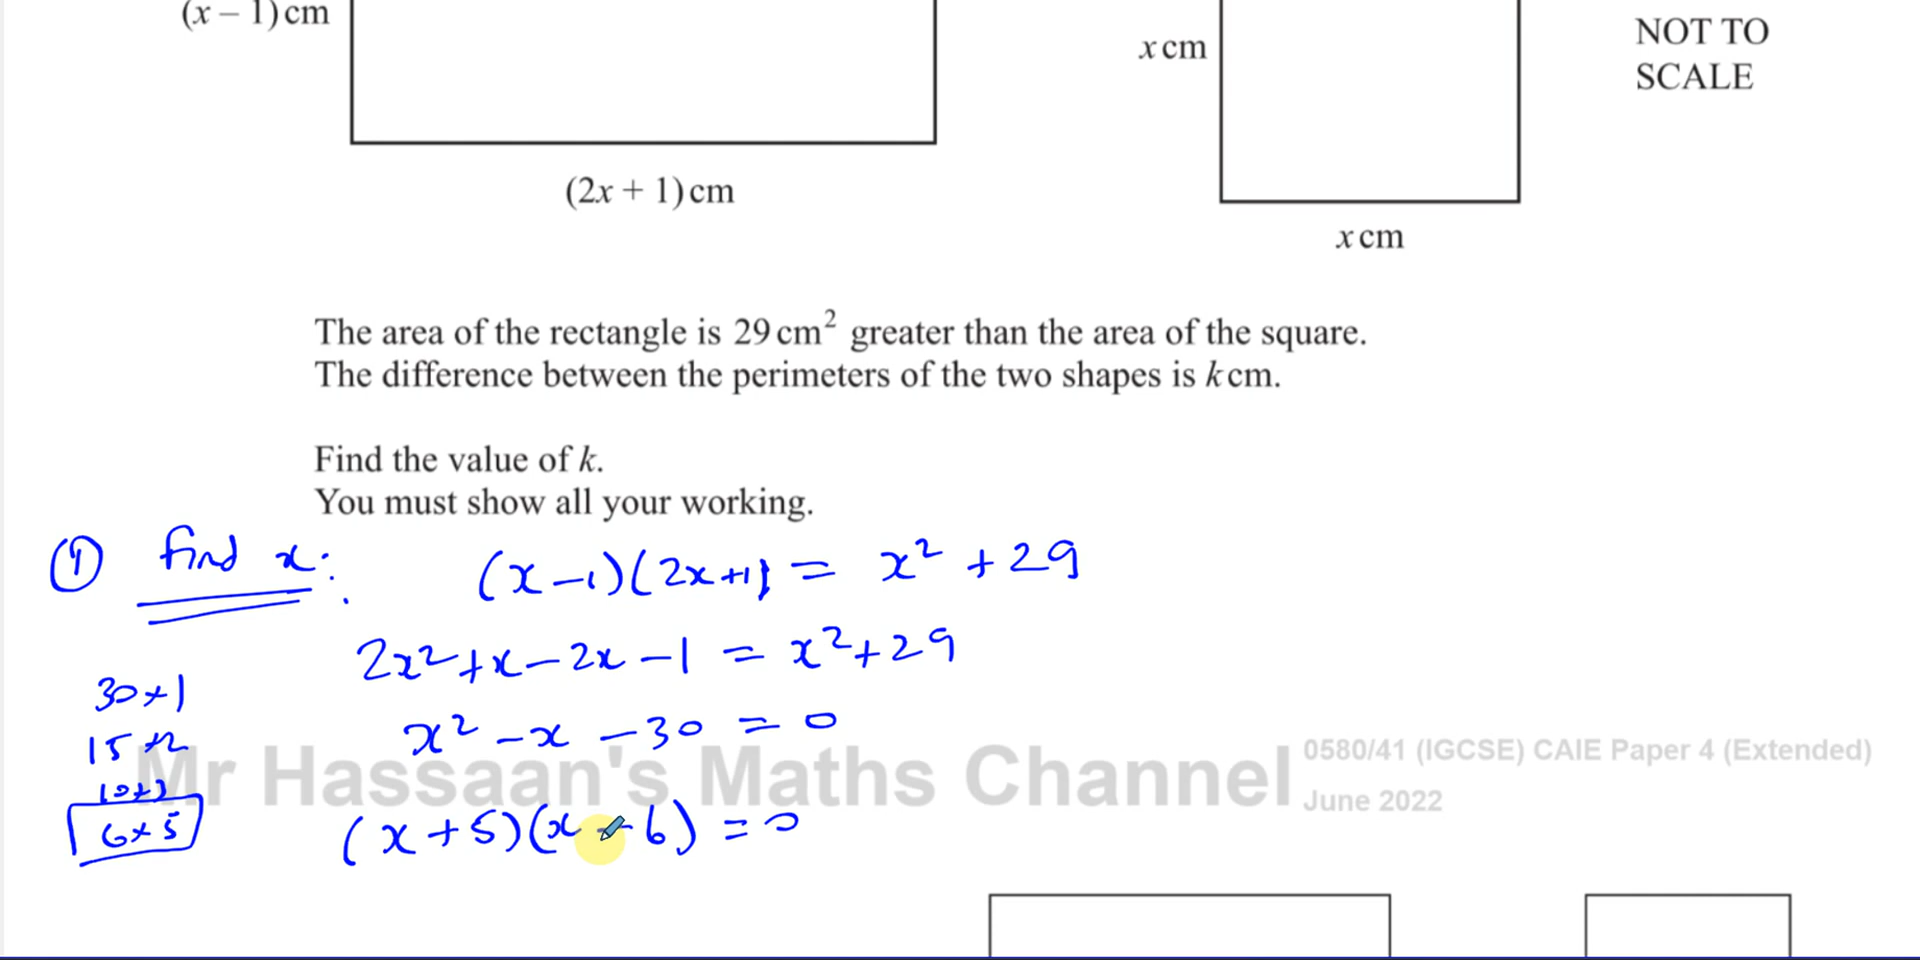 (x – 1) cm
x cm
NOT TO
SCALE
(2x + 1) cm
x cm
The area of the rectangle is 29 cm² greater than the area of the square.
The difference between the perimeters of the two shapes is k cm.
Find the value of k.
You must show all your working.
① find x:
(x-1)(2x+1) = x² + 29
2x²+x-2x-1 = x²+29
30×1
x² - x - 30 = 0
15×2
Mr Hassaan's Maths Channel
0580/41 (IGCSE) CAIE Paper 4 (Extended)
June 2022
10×3
6×5
(x+5)(x-6) = 0